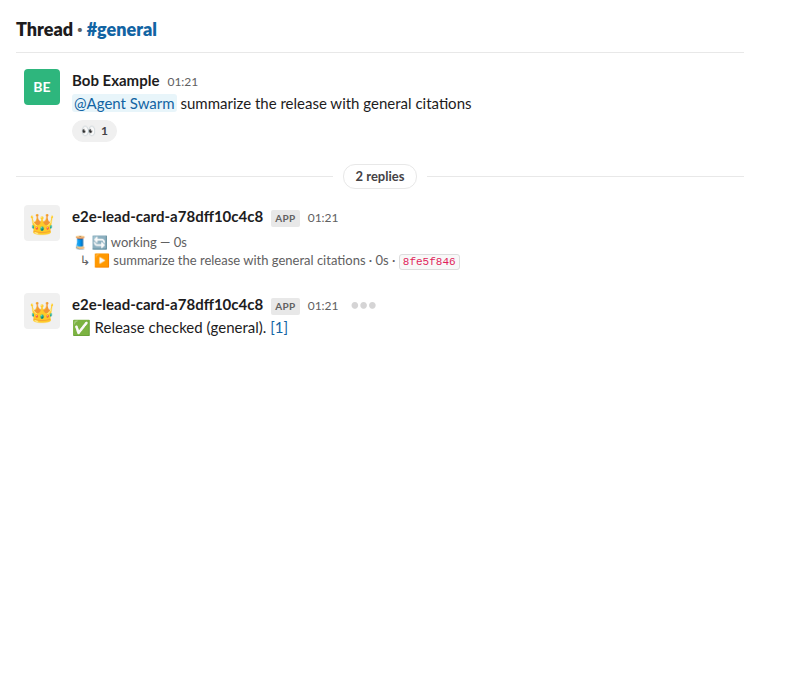 Thread • #general
BE
Bob Example 01:21
@Agent Swarm summarize the release with general citations
👀 1
2 replies
e2e-lead-card-a78dff10c4c8 APP 01:21
🧵 🔄 working — 0s
↳ ▶️ summarize the release with general citations · 0s · 8fe5f846
e2e-lead-card-a78dff10c4c8 APP 01:21
✅ Release checked (general). [1]